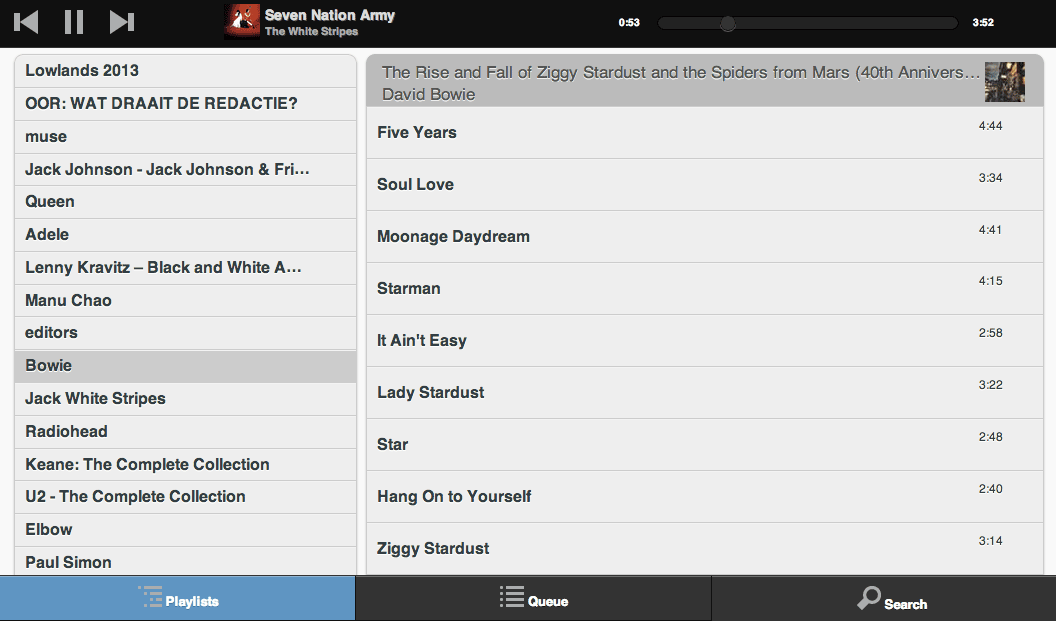 Seven Nation Army
The White Stripes
0:53
3:52
Lowlands 2013
OOR: WAT DRAAIT DE REDACTIE?
muse
Jack Johnson - Jack Johnson & Fri...
Queen
Adele
Lenny Kravitz – Black and White A...
Manu Chao
editors
Bowie
Jack White Stripes
Radiohead
Keane: The Complete Collection
U2 - The Complete Collection
Elbow
Paul Simon
The Rise and Fall of Ziggy Stardust and the Spiders from Mars (40th Annivers...
David Bowie
Five Years 4:44
Soul Love 3:34
Moonage Daydream 4:41
Starman 4:15
It Ain't Easy 2:58
Lady Stardust 3:22
Star 2:48
Hang On to Yourself 2:40
Ziggy Stardust 3:14
Playlists
Queue
Search